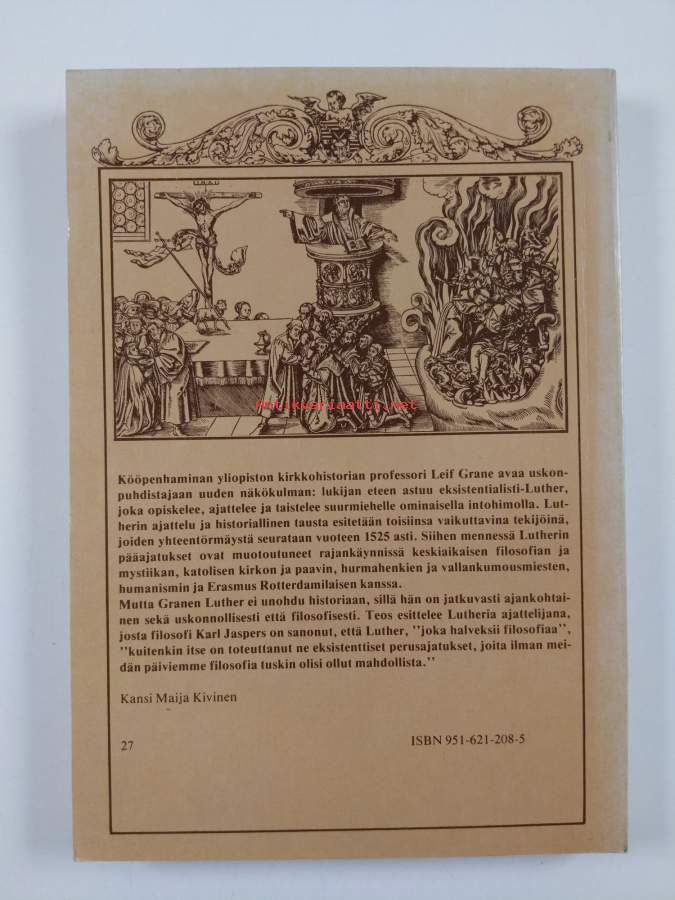 Antikvariaatti.net
Kööpenhaminan yliopiston kirkkohistorian professori Leif Grane avaa uskon-
puhdistajaan uuden näkökulman: lukijan eteen astuu eksistentialisti-Luther,
joka opiskelee, ajattelee ja taistelee suurmiehelle ominaisella intohimolla. Lut-
herin ajattelu ja historiallinen tausta esitetään toisiinsa vaikuttavina tekijöinä,
joiden yhteentörmäystä seurataan vuoteen 1525 asti. Siihen mennessä Lutherin
pääajatukset ovat muotoutuneet rajankäynnissä keskiaikaisen filosofian ja
mystiikan, katolisen kirkon ja paavin, hurmahenkien ja vallankumousmiesten,
humanismin ja Erasmus Rotterdamilaisen kanssa.
Mutta Granen Luther ei unohdu historiaan, sillä hän on jatkuvasti ajankohtai-
nen sekä uskonnollisesti että filosofisesti. Teos esittelee Lutheria ajattelijana,
josta filosofi Karl Jaspers on sanonut, että Luther, "joka halveksii filosofiaa",
"kuitenkin itse on toteuttanut ne eksistenttiset perusajatukset, joita ilman mei-
dän päiviemme filosofia tuskin olisi ollut mahdollista."
Kansi Maija Kivinen
27 ISBN 951-621-208-5